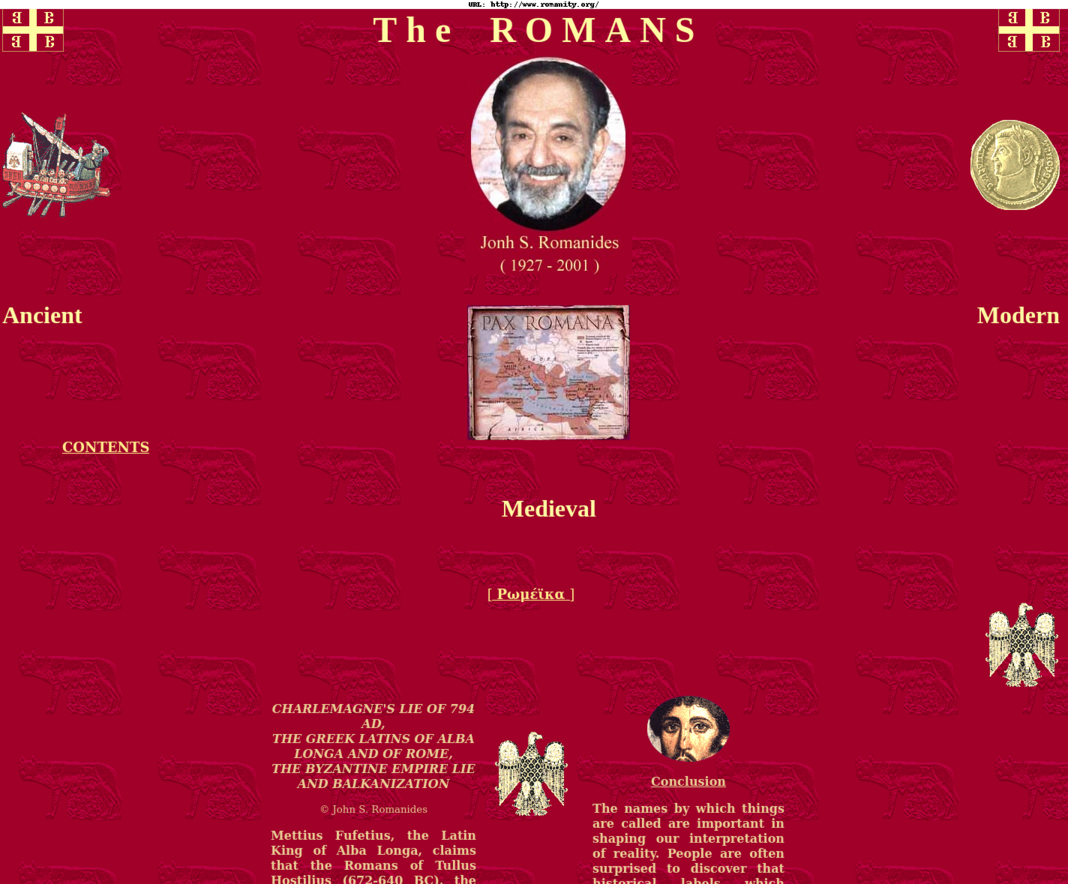 URL: http://www.romanity.org/
The ROMANS
Jonh S. Romanides
( 1927 - 2001 )
Ancient
Modern
PAX ROMANA
AFRICA
CONTENTS
Medieval
[ Ρωμέϊκα ]
CHARLEMAGNE'S LIE OF 794
AD,
THE GREEK LATINS OF ALBA
LONGA AND OF ROME,
THE BYZANTINE EMPIRE LIE
AND BALKANIZATION
© John S. Romanides
Mettius Fufetius, the Latin
King of Alba Longa, claims
that the Romans of Tullus
Hostilius (672-640 BC), the
Conclusion
The names by which things
are called are important in
shaping our interpretation
of reality. People are often
surprised to discover that
historical labels which